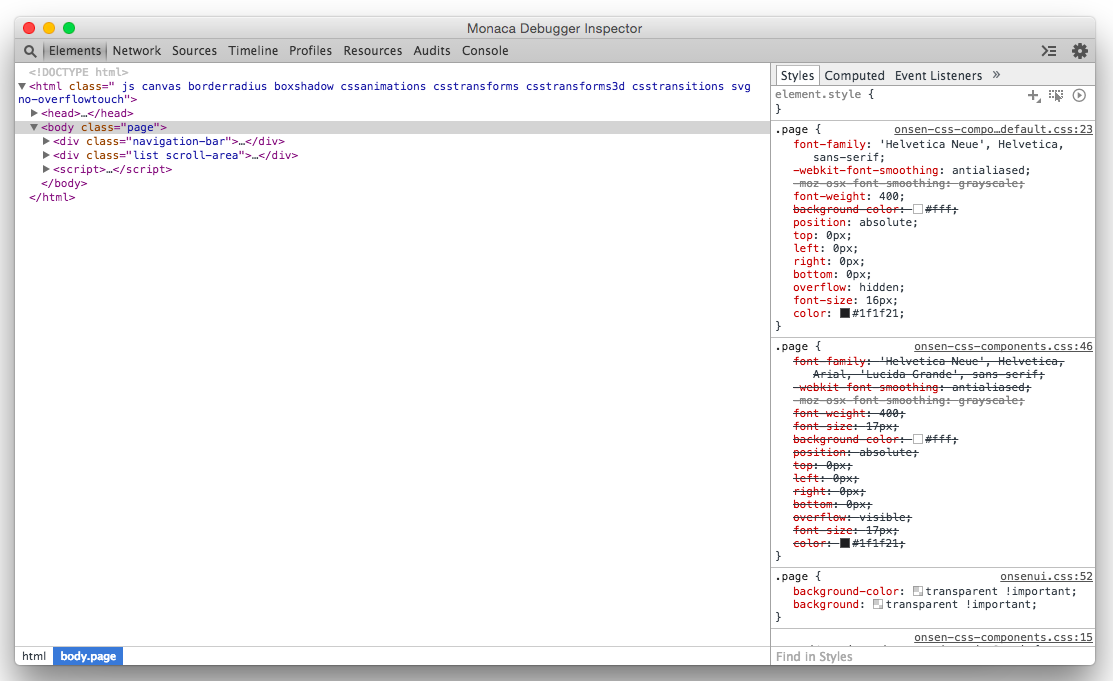 Monaca Debugger Inspector
Elements Network Sources Timeline Profiles Resources Audits Console
<!DOCTYPE html>
<html class=" js canvas borderradius boxshadow cssanimations csstransforms csstransforms3d csstransitions svg
no-overflowtouch">
<head>…</head>
<body class="page">
<div class="navigation-bar">…</div>
<div class="list scroll-area">…</div>
<script>…</script>
</body>
</html>
html body.page
Styles Computed Event Listeners »
element.style {
}
.page { onsen-css-compo…default.css:23
font-family: 'Helvetica Neue', Helvetica,
sans-serif;
-webkit-font-smoothing: antialiased;
-moz-osx-font-smoothing: grayscale;
font-weight: 400;
background-color: #fff;
position: absolute;
top: 0px;
left: 0px;
right: 0px;
bottom: 0px;
overflow: hidden;
font-size: 16px;
color: #1f1f21;
}
.page { onsen-css-components.css:46
font-family: 'Helvetica Neue', Helvetica,
Arial, 'Lucida Grande', sans-serif;
-webkit-font-smoothing: antialiased;
-moz-osx-font-smoothing: grayscale;
font-weight: 400;
font-size: 17px;
background-color: #fff;
position: absolute;
top: 0px;
left: 0px;
right: 0px;
bottom: 0px;
overflow: visible;
font-size: 17px;
color: #1f1f21;
}
.page { onsenui.css:52
background-color: transparent !important;
background: transparent !important;
}
onsen-css-components.css:15
Find in Styles